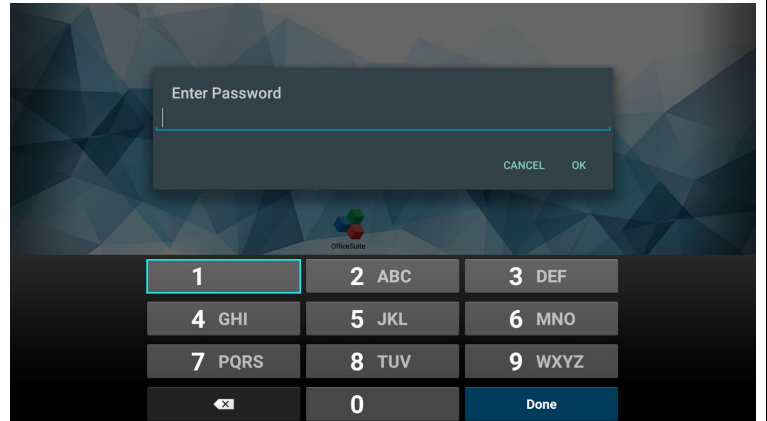 Enter Password
CANCEL OK
OfficeSuite
1 2 ABC 3 DEF
4 GHI 5 JKL 6 MNO
7 PQRS 8 TUV 9 WXYZ
0 Done